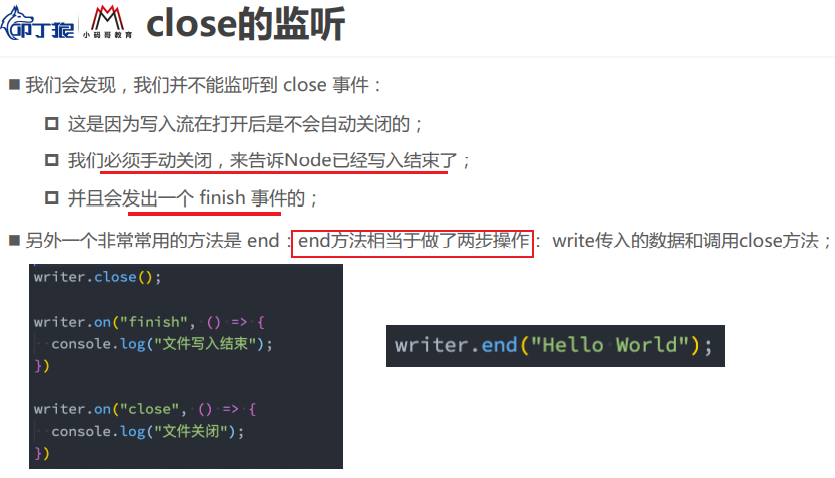 叩丁狼 小码哥教育 close的监听
我们会发现，我们并不能监听到 close 事件：
这是因为写入流在打开后是不会自动关闭的；
我们必须手动关闭，来告诉Node已经写入结束了；
并且会发出一个 finish 事件的；
另外一个非常常用的方法是 end：end方法相当于做了两步操作： write传入的数据和调用close方法；
writer.close();
writer.on("finish", () => {
console.log("文件写入结束");
})
writer.on("close", () => {
console.log("文件关闭");
})
writer.end("Hello World");